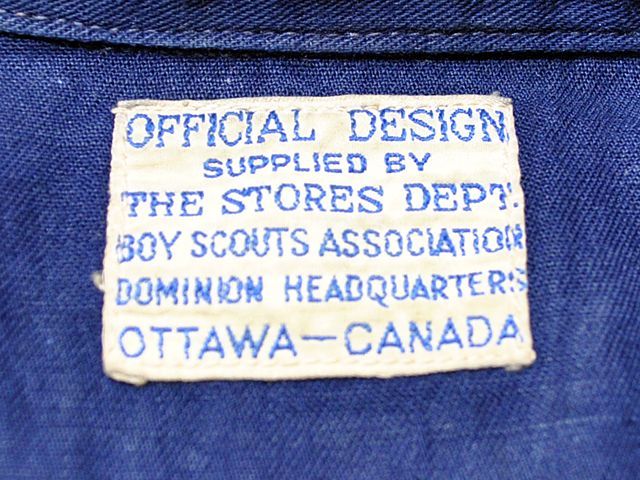 OFFICIAL DESIGN
SUPPLIED BY
THE STORES DEPT.
BOY SCOUTS ASSOCIATION
DOMINION HEADQUARTERS
OTTAWA—CANADA